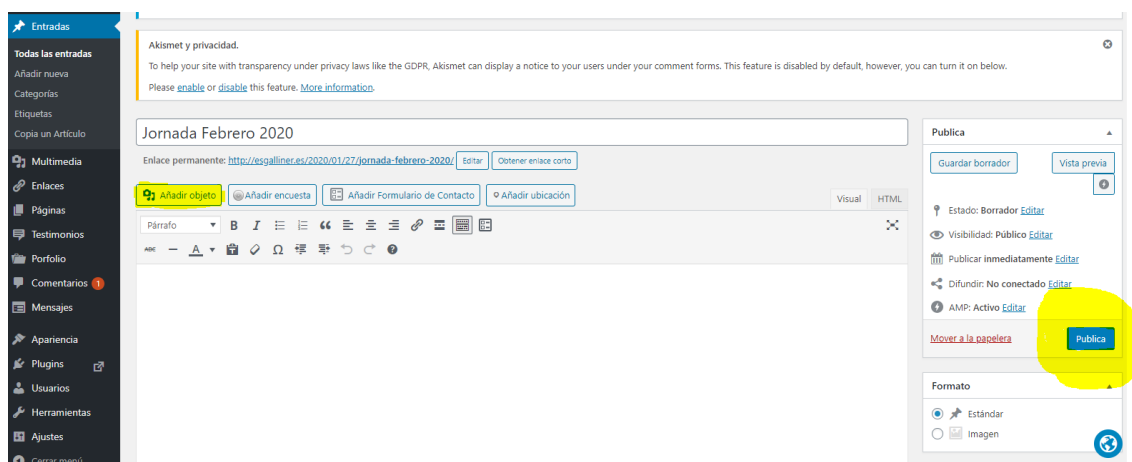 Entradas
Todas las entradas
Añadir nueva
Categorías
Etiquetas
Copia un Artículo
Multimedia
Enlaces
Páginas
Testimonios
Porfolio
Comentarios 1
Mensajes
Apariencia
Plugins
Usuarios
Herramientas
Ajustes
Cerrar menú
Akismet y privacidad.
To help your site with transparency under privacy laws like the GDPR, Akismet can display a notice to your users under your comment forms. This feature is disabled by default, however, you can turn it on below.
Please enable or disable this feature. More information.
Jornada Febrero 2020
Enlace permanente: http://esgalliner.es/2020/01/27/jornada-febrero-2020/ Editar Obtener enlace corto
Añadir objeto Añadir encuesta Añadir Formulario de Contacto Añadir ubicación
Visual HTML
Párrafo B I
ABC A Ω
Publica
Guardar borrador Vista previa
Estado: Borrador Editar
Visibilidad: Público Editar
Publicar inmediatamente Editar
Difundir: No conectado Editar
AMP: Activo Editar
Mover a la papelera Publica
Formato
Estándar
Imagen